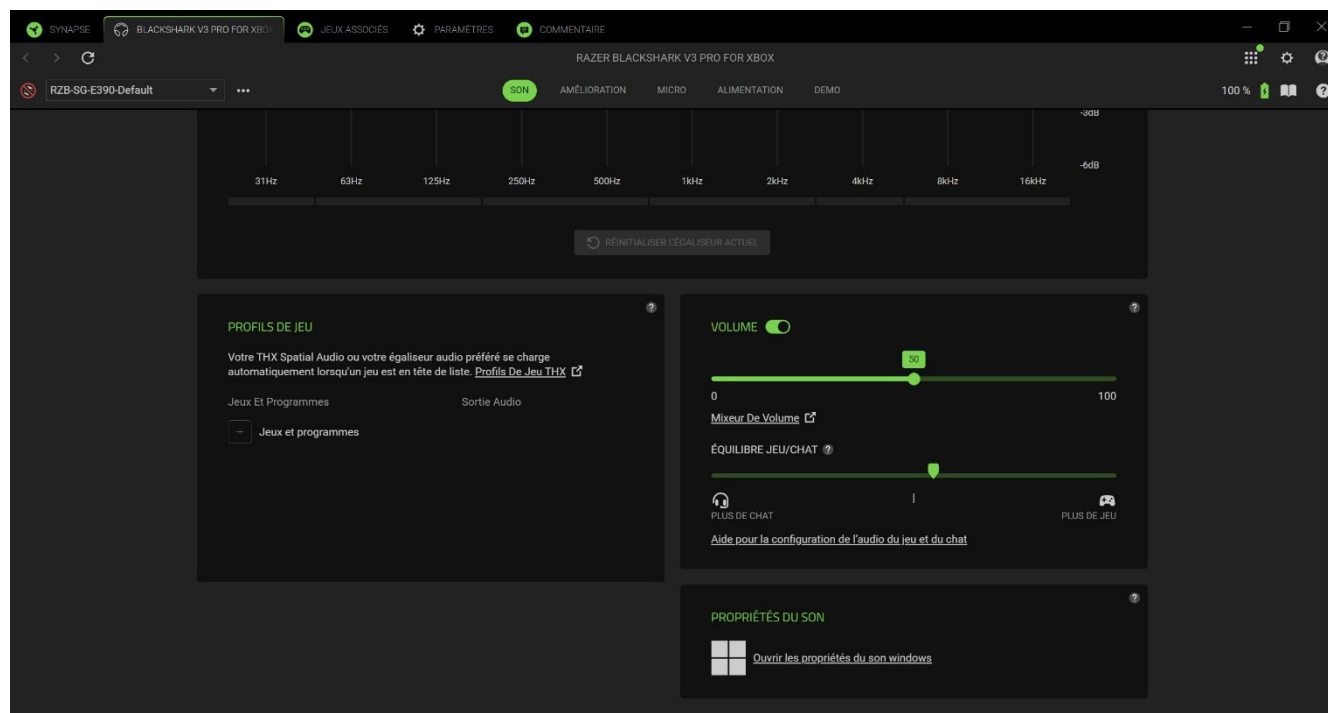 SYNAPSE
BLACKSHARK V3 PRO FOR XBO
JEUX ASSOCIÉS
PARAMÈTRES
COMMENTAIRE
RAZER BLACKSHARK V3 PRO FOR XBOX
RZB-SG-E390-Default
SON
AMÉLIORATION
MICRO
ALIMENTATION
DEMO
100 %
-3dB
-6dB
31Hz 63Hz 125Hz 250Hz 500Hz 1kHz 2kHz 4kHz 8kHz 16kHz
RÉINITIALISER L'ÉGALISEUR ACTUEL
PROFILS DE JEU
Votre THX Spatial Audio ou votre égaliseur audio préféré se charge
automatiquement lorsqu'un jeu est en tête de liste. Profils De Jeu THX
Jeux Et Programmes
Sortie Audio
Jeux et programmes
VOLUME
50
0
100
Mixeur De Volume
ÉQUILIBRE JEU/CHAT
PLUS DE CHAT
PLUS DE JEU
Aide pour la configuration de l'audio du jeu et du chat
PROPRIÉTÉS DU SON
Ouvrir les propriétés du son windows